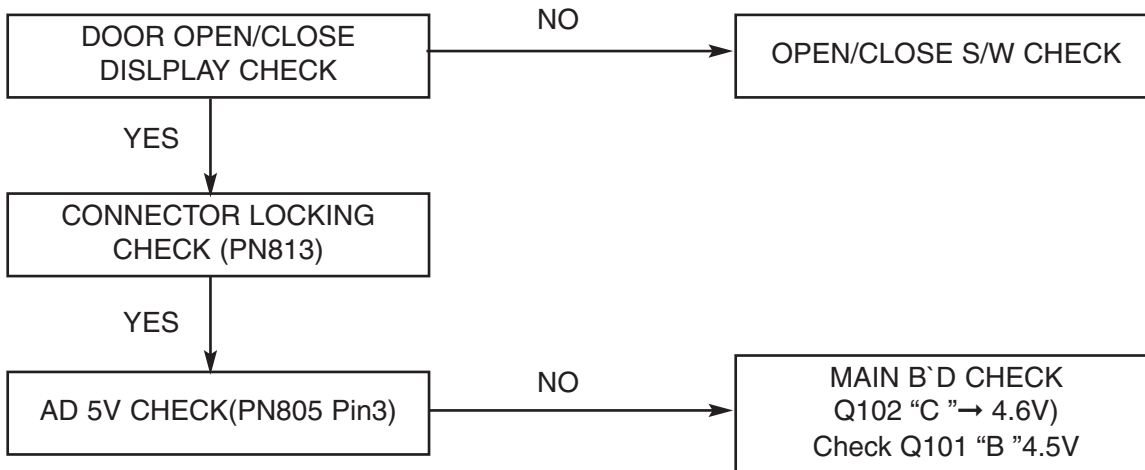 DOOR OPEN/CLOSE
DISLPLAY CHECK
NO
OPEN/CLOSE S/W CHECK
YES
CONNECTOR LOCKING
CHECK (PN813)
YES
AD 5V CHECK(PN805 Pin3)
NO
MAIN B`D CHECK
Q102 “C ”→ 4.6V)
Check Q101 “B ”4.5V